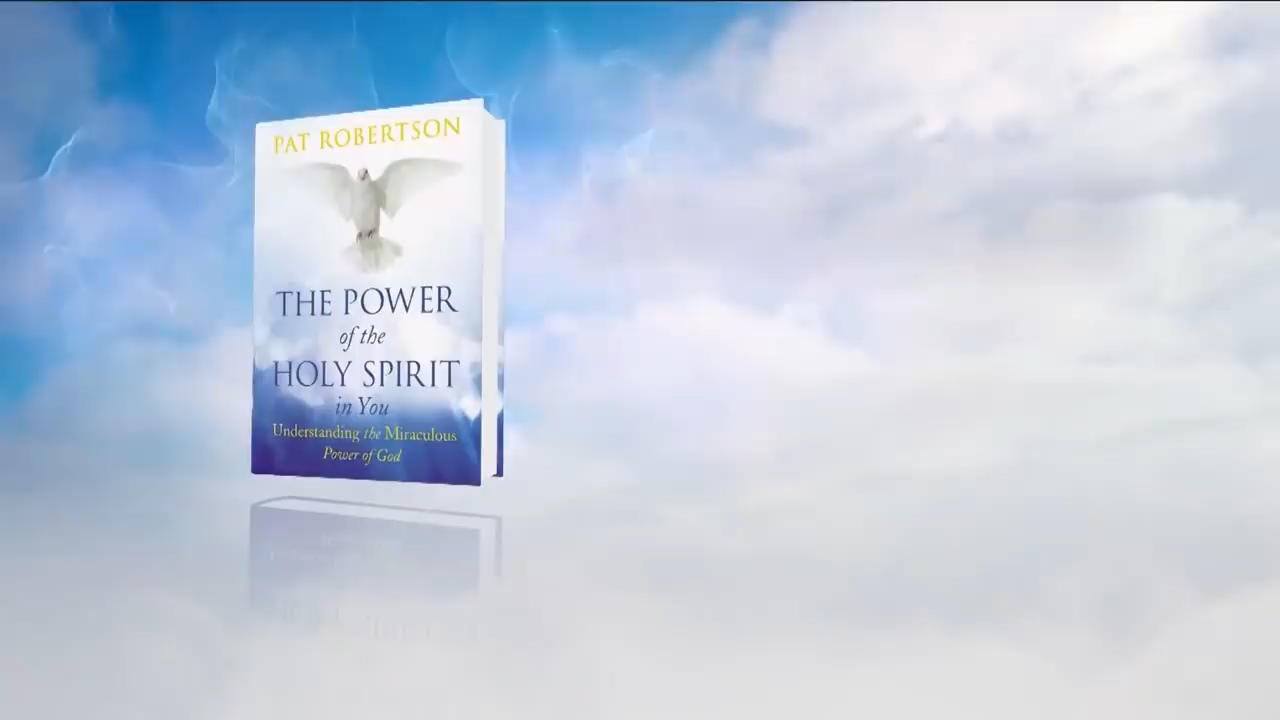 PAT ROBERTSON
THE POWER
of the
HOLY SPIRIT
in You
Understanding the Miraculous
Power of God